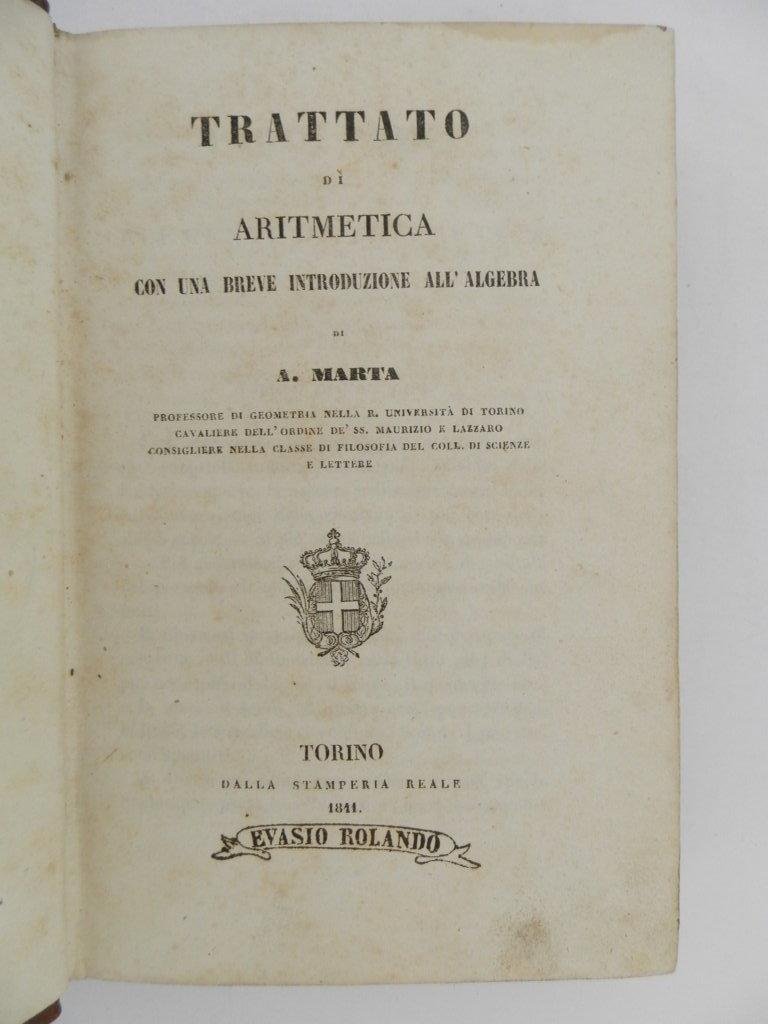 TRATTATO
DI
ARITMETICA
CON UNA BREVE INTRODUZIONE ALL' ALGEBRA
DI
A. MARTA
PROFESSORE DI GEOMETRIA NELLA R. UNIVERSITÀ DI TORINO
CAVALIERE DELL'ORDINE DE' SS. MAURIZIO E LAZZARO
CONSIGLIERE NELLA CLASSE DI FILOSOFIA DEL COLL. DI SCIENZE
E LETTERE
TORINO
DALLA STAMPERIA REALE
1841.
EVASIO ROLANDO